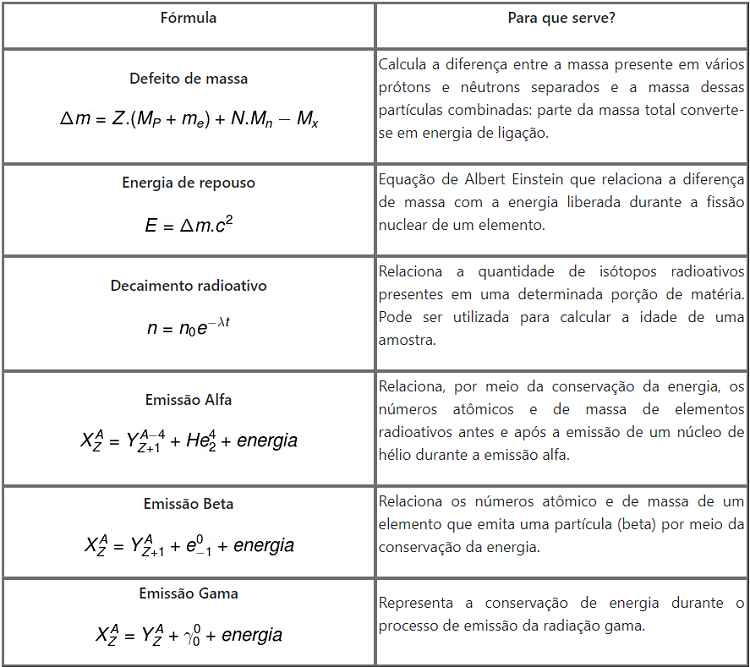 Fórmula
Para que serve?
Defeito de massa
Δm = Z.(M_P + m_e) + N.M_n − M_x
Calcula a diferença entre a massa presente em vários
prótons e nêutrons separados e a massa dessas
partículas combinadas: parte da massa total converte-
se em energia de ligação.
Energia de repouso
E = Δm.c²
Equação de Albert Einstein que relaciona a diferença
de massa com a energia liberada durante a fissão
nuclear de um elemento.
Decaimento radioativo
n = n₀e^{−λt}
Relaciona a quantidade de isótopos radioativos
presentes em uma determinada porção de matéria.
Pode ser utilizada para calcular a idade de uma
amostra.
Emissão Alfa
X_Z^A = Y_{Z+1}^{A−4} + He_2^4 + energia
Relaciona, por meio da conservação da energia, os
números atômicos e de massa de elementos
radioativos antes e após a emissão de um núcleo de
hélio durante a emissão alfa.
Emissão Beta
X_Z^A = Y_{Z+1}^A + e_{−1}^0 + energia
Relaciona os números atômico e de massa de um
elemento que emita uma partícula (beta) por meio da
conservação da energia.
Emissão Gama
X_Z^A = Y_Z^A + γ_0^0 + energia
Representa a conservação de energia durante o
processo de emissão da radiação gama.